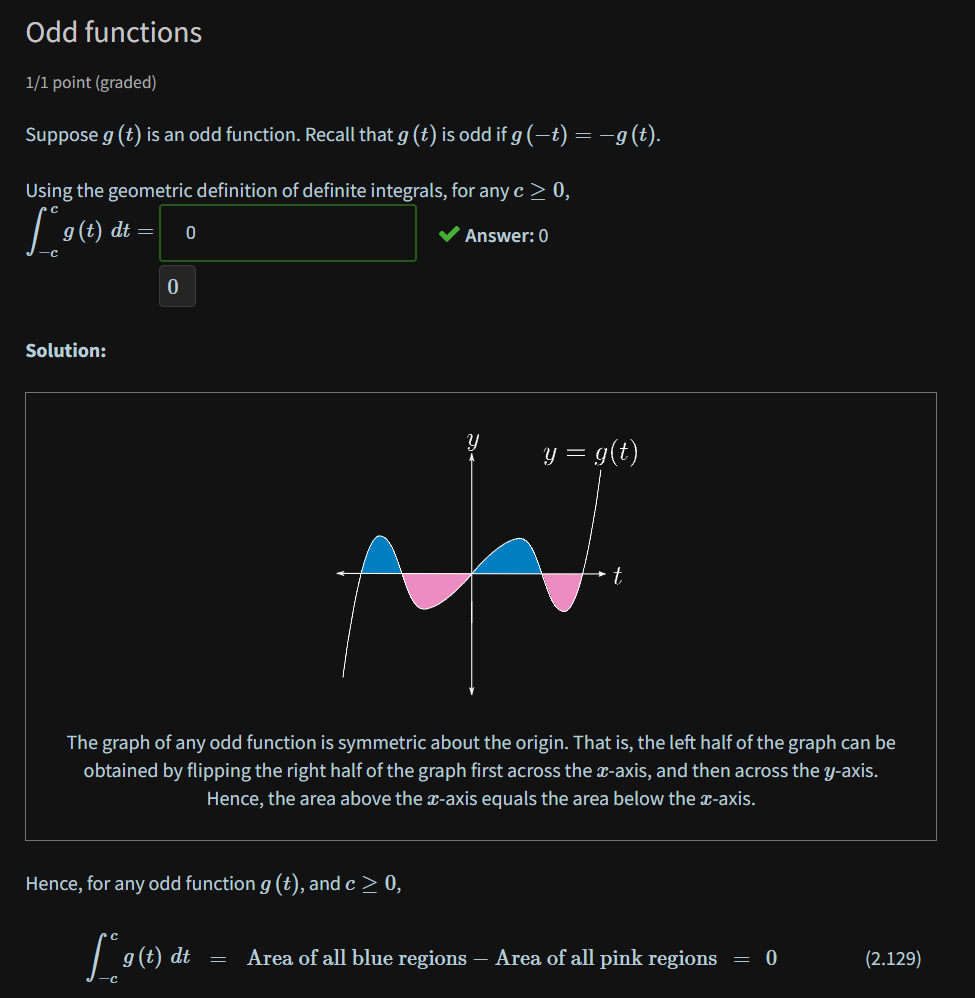 Odd functions
1/1 point (graded)
Suppose g (t) is an odd function. Recall that g (t) is odd if g (−t) = −g (t).
Using the geometric definition of definite integrals, for any c ≥ 0,
∫_{−c}^{c} g (t) dt = 0 ✔ Answer: 0
0
Solution:
y
y = g(t)
t
The graph of any odd function is symmetric about the origin. That is, the left half of the graph can be
obtained by flipping the right half of the graph first across the x-axis, and then across the y-axis.
Hence, the area above the x-axis equals the area below the x-axis.
Hence, for any odd function g (t), and c ≥ 0,
∫_{−c}^{c} g (t) dt = Area of all blue regions − Area of all pink regions = 0 (2.129)